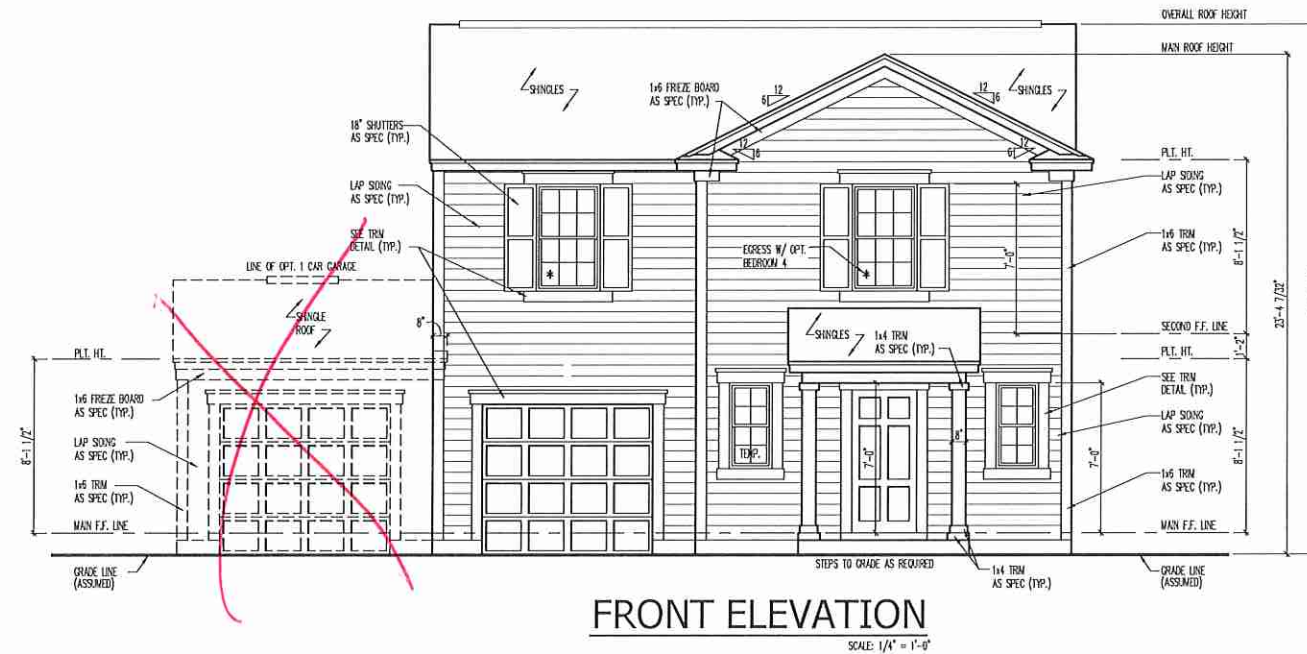 OVERALL ROOF HEIGHT
MAIN ROOF HEIGHT
SHINGLES
1x6 FREZE BOARD
AS SPEC (TYP.)
12
6
12
6
SHINGLES
18" SHUTTERS
AS SPEC (TYP.)
12
6
12
6
PLT. HT.
LAP SIDING
AS SPEC (TYP.)
LAP SIDING
AS SPEC (TYP.)
SEE TRIM
DETAIL (TYP.)
EGRESS W/ OPT.
BEDROOM 4
7'-0"
1x6 TRIM
AS SPEC (TYP.)
8'-1 1/2"
23'-4 7/32"
LINE OF OPT. 1 CAR GARAGE
SHINGLE
ROOF
8"
SHINGLES
1x4 TRIM
AS SPEC (TYP.)
SECOND F.F. LINE
1'-2"
PLT. HT.
PLT. HT.
SEE TRIM
DETAIL (TYP.)
1x6 FREZE BOARD
AS SPEC (TYP.)
LAP SIDING
AS SPEC (TYP.)
8'-1 1/2"
LAP SIDING
AS SPEC (TYP.)
TEMP.
7'-0"
8"
7'-0"
8'-1 1/2"
1x6 TRIM
AS SPEC (TYP.)
1x6 TRIM
AS SPEC (TYP.)
MAIN F.F. LINE
MAIN F.F. LINE
GRADE LINE
(ASSUMED)
STEPS TO GRADE AS REQUIRED
1x4 TRIM
AS SPEC (TYP.)
GRADE LINE
(ASSUMED)
FRONT ELEVATION
SCALE: 1/4" = 1'-0"